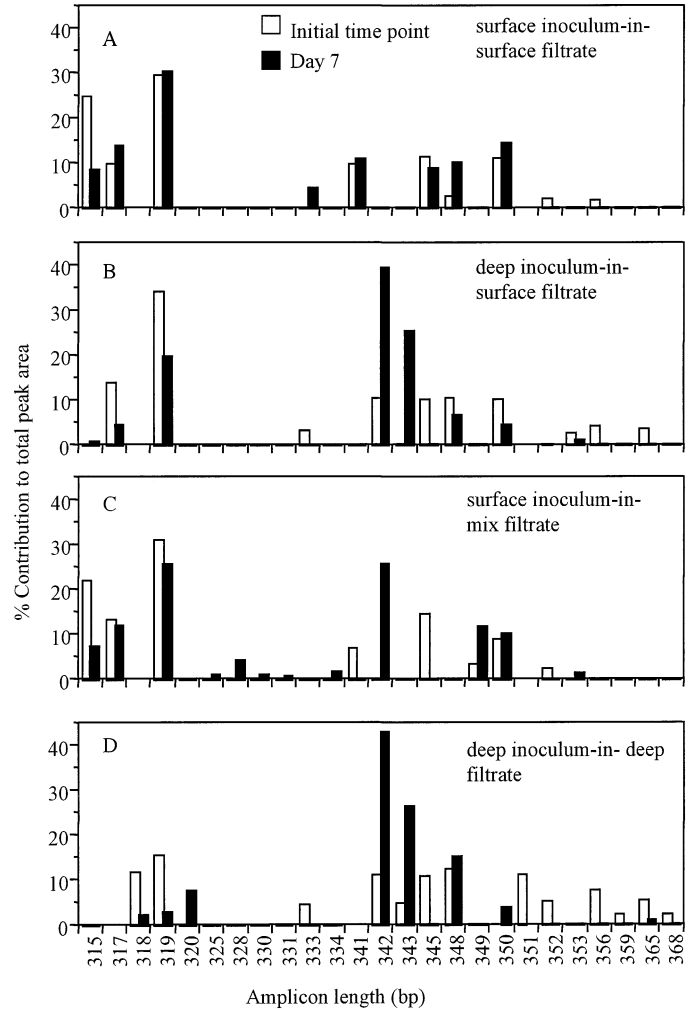 A
Initial time point
Day 7
surface inoculum-in-
surface filtrate
40
30
20
10
0
B
deep inoculum-in-
surface filtrate
40
30
20
10
0
C
surface inoculum-in-
mix filtrate
40
30
20
10
0
D
deep inoculum-in- deep
filtrate
40
30
20
10
0
% Contribution to total peak area
315 317 318 319 320 325 328 330 331 333 334 341 342 343 345 348 349 350 351 352 353 356 359 365 368
Amplicon length (bp)